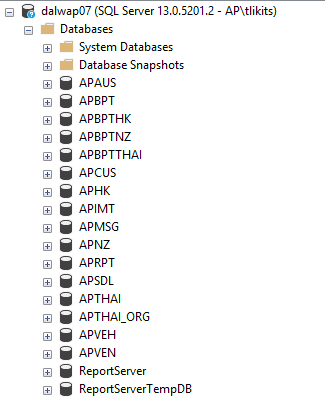 dalwap07 (SQL Server 13.0.5201.2 - AP\tlikits)
Databases
System Databases
Database Snapshots
APAUS
APBPT
APBPTHK
APBPTNZ
APBPTTHAI
APCUS
APHK
APIMT
APMSG
APNZ
APRPT
APSDL
APTHAI
APTHAI_ORG
APVEH
APVEN
ReportServer
ReportServerTempDB